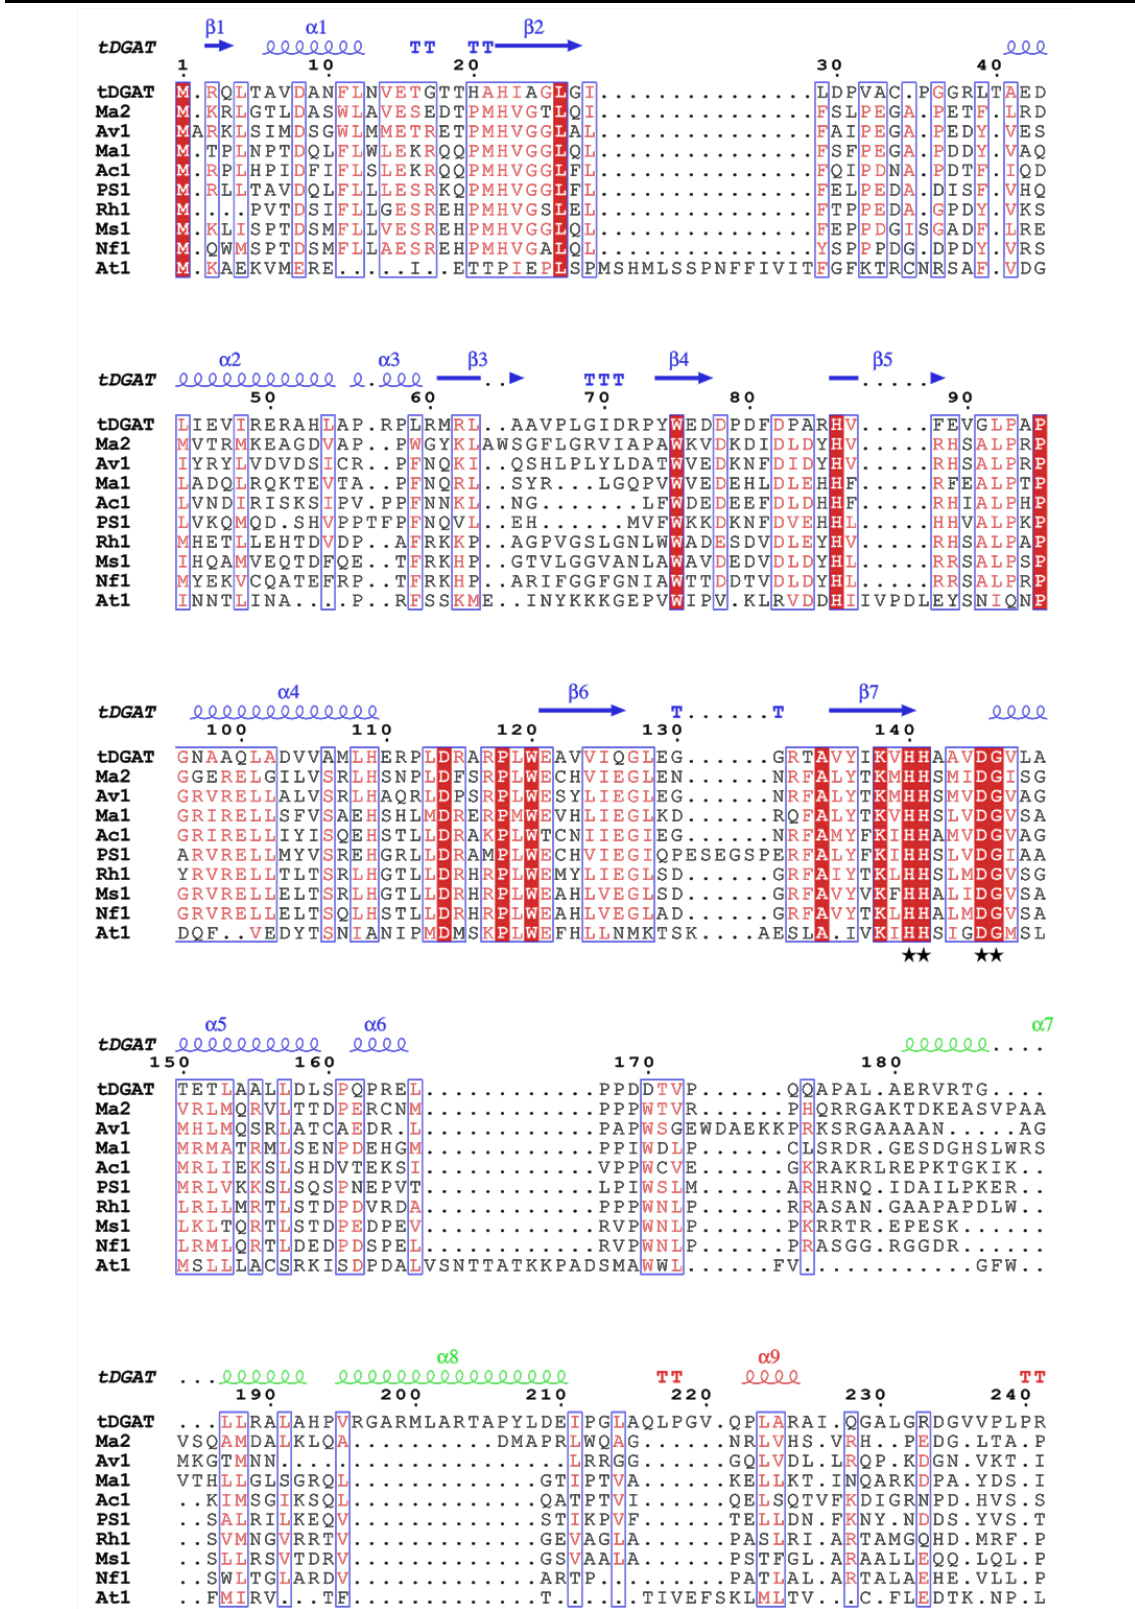 β1 α1 β2
tDGAT TT TT
1 10 20 30 40
tDGAT M.RQLTAVDANFLNVETGTTHAHIAGLGI...............LDPVAC.PGGRLTAED
Ma2 M.KRLGTLDASWLAVESEDTPMHVGTLQI...............FSLPEGA.PETF.LRD
Av1 MARKLSIMDSGWLMMETRETPMHVGGLAL...............FAIPEGA.PEDY.VES
Ma1 M.TPLNPTDQLFLWLEKRQQPMHVGGLQL...............FSFPEGA.PDDY.VAQ
Ac1 M.RPLHPIDFIFLSLEKRQQPMHVGGLFL...............FQIPDNA.PDTF.IQD
PS1 M.RLLTAVDQLFLLLESRKQPMHVGGLFL...............FELPEDA.DISF.VHQ
Rh1 M....PVTDSIFLLGESREHPMHVGSLEL...............FTPPEDA.GPDY.VKS
Ms1 M.KLISPTDSMFLLVESREHPMHVGGLQL...............FEPPDGISGADF.LRE
Nf1 M.QWMSPTDSMFLLAESREHPMHVGALQL...............YSPPPDG.DPDY.VRS
At1 M.KAEKVMERE....I..ETTPIEPLSPMSHMLSSPNFFIVITFGFKTRCNRSAF.VDG
α2 α3 β3 β4 β5
tDGAT TTT
50 60 70 80 90
tDGAT LIEVIRERAHLAP.RPLRMRL..AAVPLGIDRPYWEDDPDFDPARHV.....FEVGLPAP
Ma2 MVTRMKEAGDVAP..PWGYKLAWSGFLGRVIAPAWKVDKDIDLDYHV.....RHSALPRP
Av1 IYRYLVDVDSICR..PFNQKI..QSHLPLYLDATWVEDKNFDIDYHV.....RHSALPRP
Ma1 LADQLRQKTEVTA..PFNQRL..SYR...LGQPVWVEDEHLDLEHHF.....RFEALPTP
Ac1 LVNDIRISKSIPV.PPFNNKL..NG.......LFWDEDEEFDLDHHF.....RHIALPHP
PS1 LVKQMQD.SHVPPTFPFNQVL..EH......MVFWKKDKNFDVEHHL.....HHVALPKP
Rh1 MHETLLEHTDVDP..AFRKKP..AGPVGSLGNLWWADESDVDLEYHV.....RHSALPAP
Ms1 IHQAMVEQTDFQE..TFRKHP..GTVLGGVANLAWAVDEDVDLDYHL.....RRSALPSP
Nf1 MYEKVCQATEFRP..TFRKHP..ARIFGGFGNIAWTTDDTVDLDYHL.....RRSALPRP
At1 INNTLINA....P..RFSSKME..INYKKKGEPVWIPV.KLRVDDHIIVPDLEYSNIQNP
α4 β6 β7
tDGAT T......T
100 110 120 130 140
tDGAT GNAAQLADVVAMLHERPLDRARPLWEAVVIQGLEG......GRTAVYIKVHHAAVDGVLA
Ma2 GGERELGILVSRLHSNPLDFSRPLWECHVIEGLEN......NRFALYTKMHHSMIDGISG
Av1 GRVRELLALVSRLHAQRLDPSRPLWESYLIEGLEG......NRFALYTKMHHSMVDGVAG
Ma1 GRIRELLSFVSAEHSHLMDRERPMWEVHLIEGLKD......RQFALYTKVHHSLVDGVSA
Ac1 GRIRELLIYISQEHSTLLDRAKPLWTCNIIEGIEG......NRFAMYFKIHHAMVDGVAG
PS1 ARVRELLMYVSREHGRLLDRAMPLWECHVIEGIQPESEGSPERFALYFKIHHSLVDGIAA
Rh1 YRVRELLTLTSRLHGTLLDRHRPLWEMYLIEGLSD......GRFAIYTKLHHSLMDGVSG
Ms1 GRVRELLELTSRLHGTLLDRHRPLWEAHLVEGLSD......GRFAVYVKFHHALIDGVSA
Nf1 GRVRELLELTSQLHSTLLDRHRPLWEAHLVEGLAD......GRFAVYTKLHHALMDGVSA
At1 DQF..VEDYTSNIANIPMDMSKPLWEFHLLNMKTSK....AESLA.IVKIHHSIGDGMSL
★★ ★★
α5 α6 α7
tDGAT ....
150 160 170 180
tDGAT TETLAALLDLSPQPREL............PPDDTVP......QQAPAL.AERVRTG....
Ma2 VRLMQRVLTTDPERCNM............PPPWTVR......PHQRRGAKTDKEASVPAA
Av1 MHLMQSRLATCAEDR.L............PAPWSGEWDAEKKPRKSRGAAAAN.....AG
Ma1 MRMATRMLSENPDEHGM............PPIWDLP......CLSRDR.GESDGHSLWRS
Ac1 MRLIEKSLSHDVTEKSI............VPPWCVE......GKRAKRLREPKTGKIK..
PS1 MRLVKKSLSQSPNEPVT............LPIWSLM......ARHRNQ.IDAILPKER..
Rh1 LRLLMRTLSTDPDVRDA............PPPWNLP......RRASAN.GAAPAPDLW..
Ms1 LKLTQRTLSTDPEDPEV............RVPWNLP......PKRRTR.EPESK......
Nf1 LRMLQRTLDEDPDSPEL............RVPWNLP......PRASGG.RGGDR......
At1 MSLLLACSRKISDPDALVSNTTATKKPADSMAWWL......FV...........GFW..
α8 α9
tDGAT ... TT TT
190 200 210 220 230 240
tDGAT ...LLRALAHPVRGARMLARTAPYLDEIPGLAQLPGV.QPLARAI.QGALGRDGVVPLPR
Ma2 VSQAMDALKLQA..........DMAPRLWQAG......NRLVHS.VRH..PEDG.LTA.P
Av1 MKGTMNN....................LRRGG......GQLVDL.LRQP.KDGN.VKT.I
Ma1 VTHLLGLSGRQL.............GTIPTVA......KELLKT.INQARKDPA.YDS.I
Ac1 ..KIMSGIKSQL.............QATPTVI......QELSQTVFKDIGRNPD.HVS.S
PS1 ..SALRILKEQV.............STIKPVF......TELLDN.FKNY.NDDS.YVS.T
Rh1 ..SVMNGVRRTV.............GEVAGLA......PASLRI.ARTAMGQHD.MRF.P
Ms1 ..SLLRSVTDRV.............GSVAALA......PSTFGL.ARAALLEQQ.LQL.P
Nf1 ..SWLTGLARDV.............ARTP.........PATLAL.ARTALAEHE.VLL.P
At1 ..FMIRV...TF.............T......TIVEFSKLMLTV...C.FLEDTK.NP.L